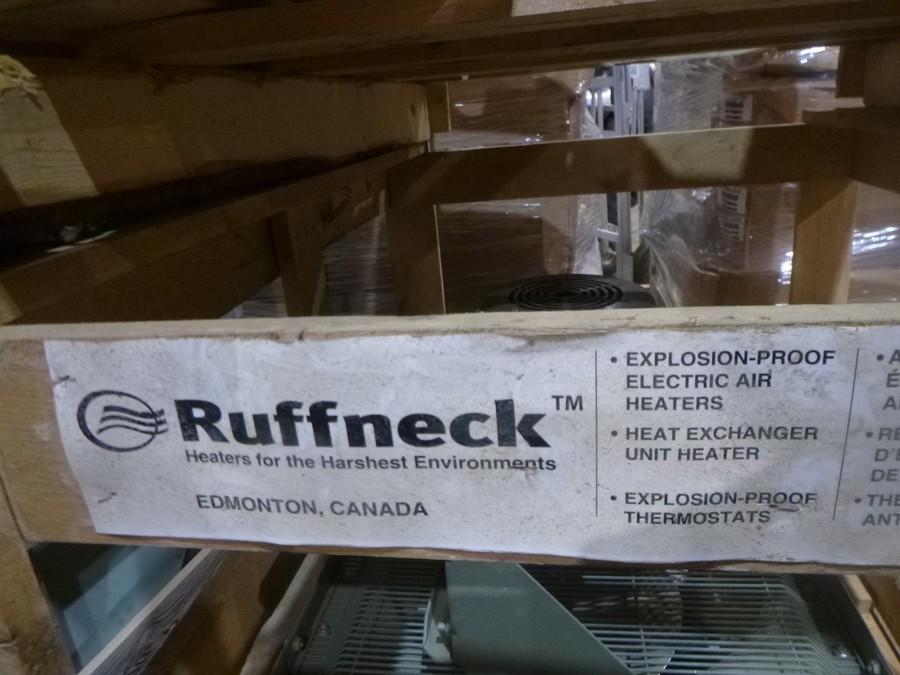 Ruffneck™
Heaters for the Harshest Environments
EDMONTON, CANADA
• EXPLOSION-PROOF
ELECTRIC AIR
HEATERS
• HEAT EXCHANGER
UNIT HEATER
• EXPLOSION-PROOF
THERMOSTATS